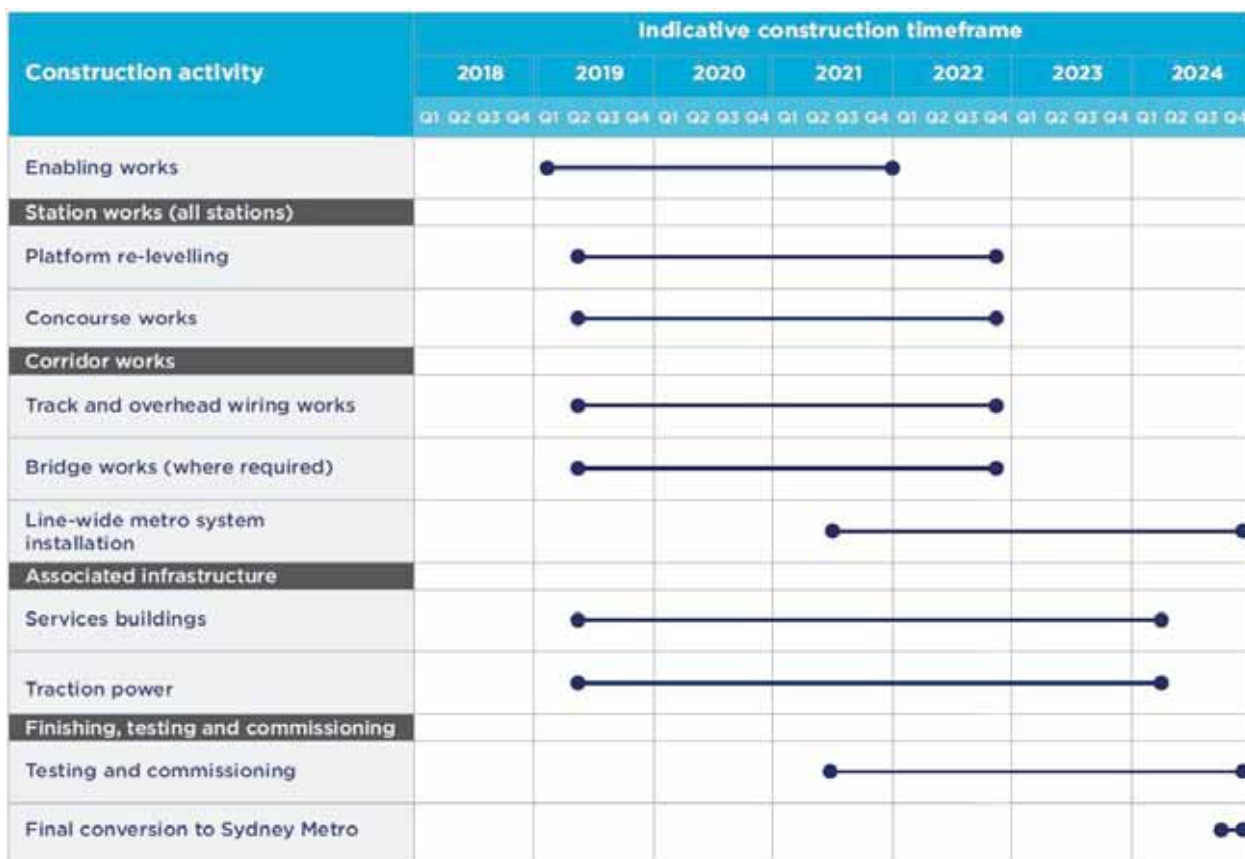 Indicative construction timeframe
Construction activity
2018 2019 2020 2021 2022 2023 2024
Q1 Q2 Q3 Q4 Q1 Q2 Q3 Q4 Q1 Q2 Q3 Q4 Q1 Q2 Q3 Q4 Q1 Q2 Q3 Q4 Q1 Q2 Q3 Q4 Q1 Q2 Q3 Q4
Enabling works
Station works (all stations)
Platform re-levelling
Concourse works
Corridor works
Track and overhead wiring works
Bridge works (where required)
Line-wide metro system
installation
Associated infrastructure
Services buildings
Traction power
Finishing, testing and commissioning
Testing and commissioning
Final conversion to Sydney Metro